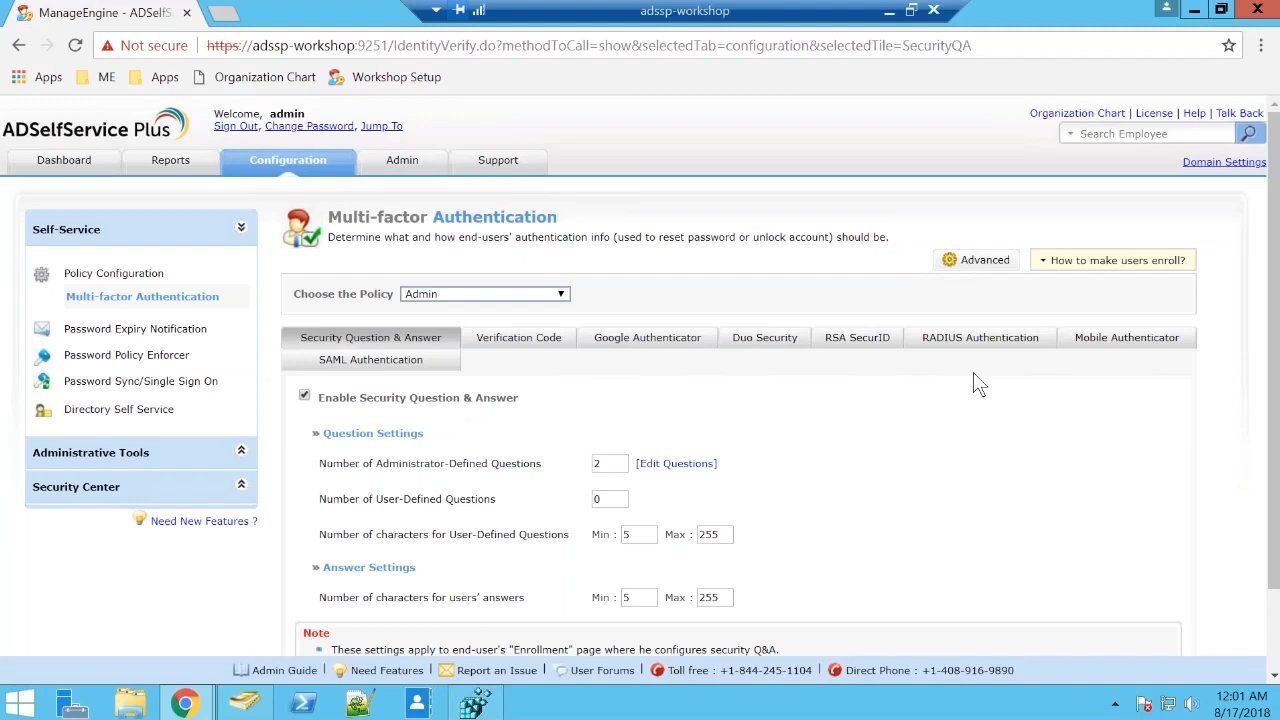 adssp-workshop
ManageEngine - ADSelfS
Not secure
https://adssp-workshop:9251/IdentityVerify.do?methodToCall=show&selectedTab=configuration&selectedTile=SecurityQA
Apps ME Apps Organization Chart Workshop Setup
ADSelfService Plus
Welcome, admin
Sign Out, Change Password, Jump To
Organization Chart | License | Help | Talk Back
Search Employee
Dashboard Reports Configuration Admin Support
Domain Settings
Self-Service
Policy Configuration
Multi-factor Authentication
Password Expiry Notification
Password Policy Enforcer
Password Sync/Single Sign On
Directory Self Service
Administrative Tools
Security Center
Need New Features ?
Multi-factor Authentication
Determine what and how end-users' authentication info (used to reset password or unlock account) should be.
Advanced
How to make users enroll?
Choose the Policy Admin
Security Question & Answer Verification Code Google Authenticator Duo Security RSA SecurID RADIUS Authentication Mobile Authenticator
SAML Authentication
Enable Security Question & Answer
» Question Settings
Number of Administrator-Defined Questions 2 [Edit Questions]
Number of User-Defined Questions 0
Number of characters for User-Defined Questions Min : 5 Max : 255
» Answer Settings
Number of characters for users' answers Min : 5 Max : 255
Note
These settings apply to end-user's "Enrollment" page where he configures security Q&A.
Admin Guide | Need Features | Report an Issue | User Forums | Toll free : +1-844-245-1104 | Direct Phone : +1-408-916-9890
12:01 AM
8/17/2018